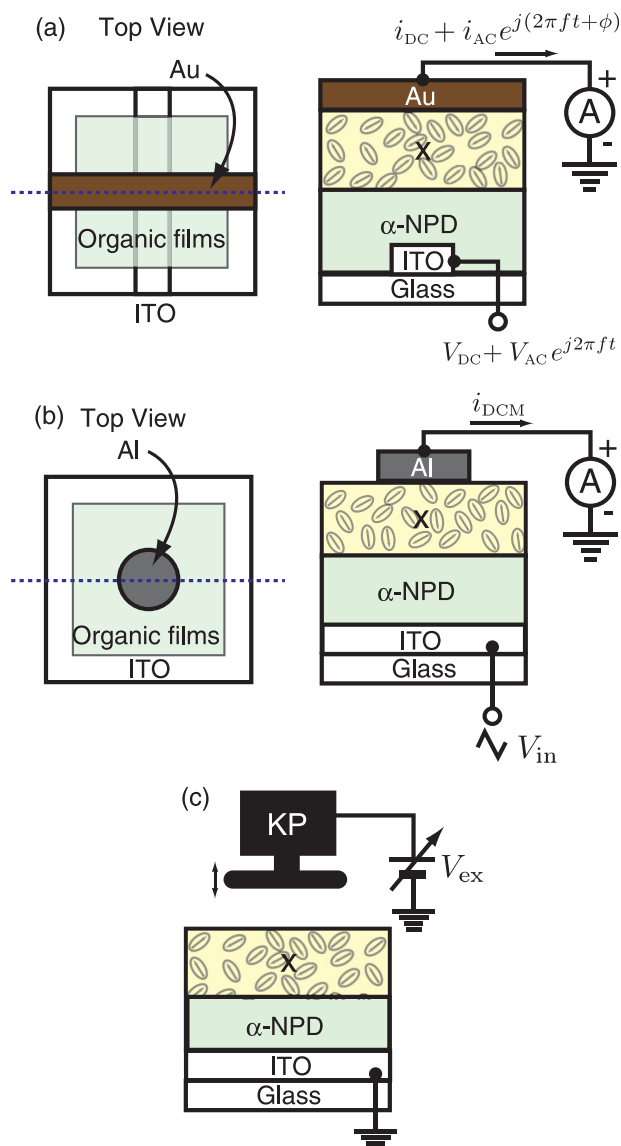 (a) Top View
Au
Organic films
ITO
i_DC + i_AC e^{j(2πft+ϕ)}
Au
X
α-NPD
ITO
Glass
A
+
-
V_DC + V_AC e^{j2πft}
(b) Top View
Al
Organic films
ITO
i_DCM
Al
X
α-NPD
ITO
Glass
A
+
-
V_in
(c)
KP
V_ex
X
α-NPD
ITO
Glass